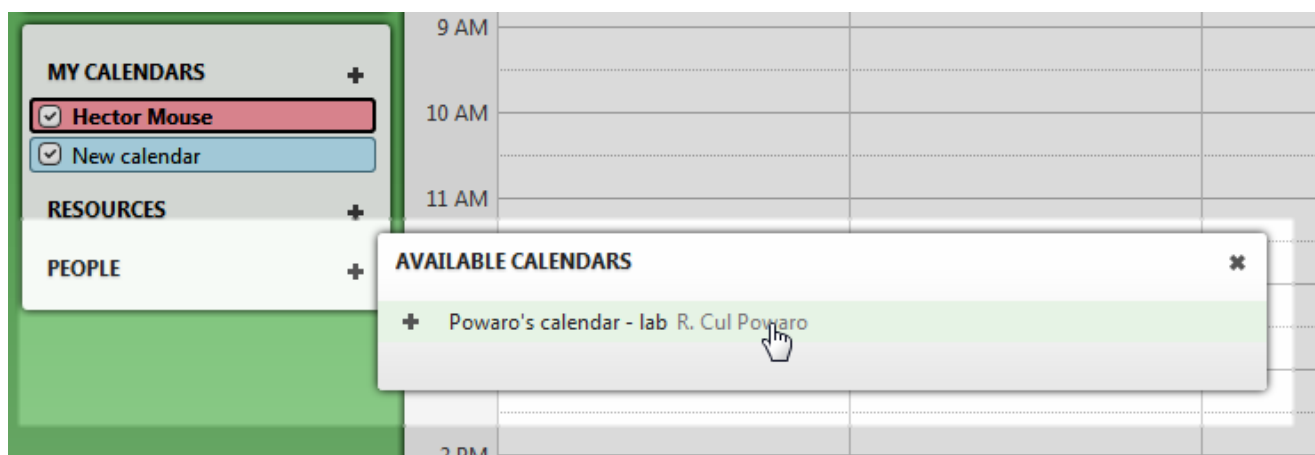 MY CALENDARS
Hector Mouse
New calendar
RESOURCES
PEOPLE
9 AM
10 AM
11 AM
AVAILABLE CALENDARS
Powaro's calendar - lab R. Cul Powaro